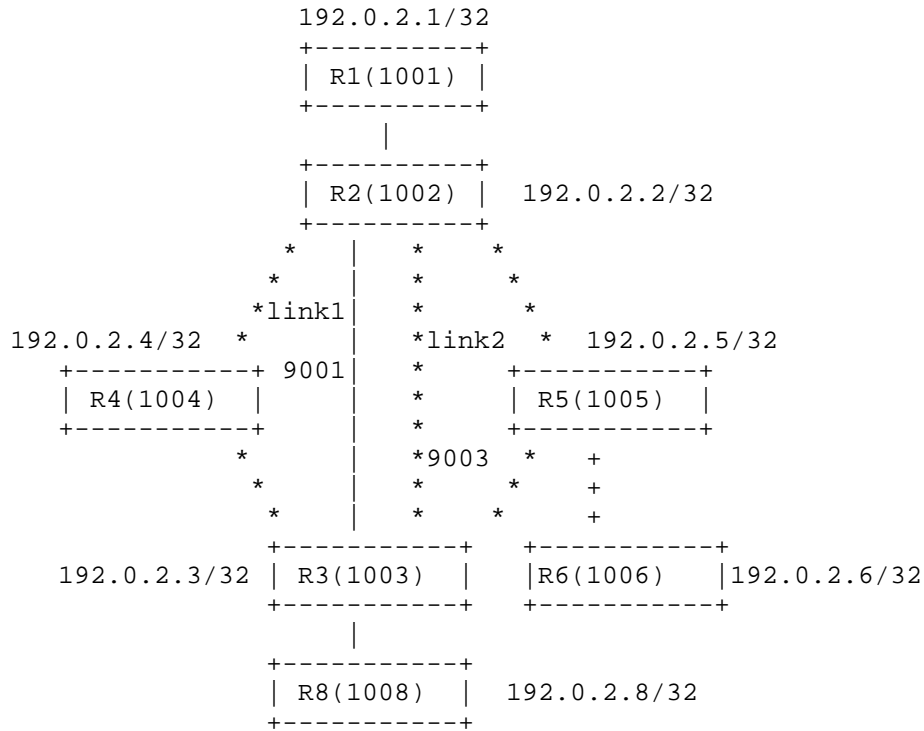 192.0.2.1/32
+----------+
| R1(1001) |
+----------+
|
+----------+
| R2(1002) | 192.0.2.2/32
+----------+
* | * *
* | * *
*link1| * *
192.0.2.4/32 * | *link2 * 192.0.2.5/32
+-----------+ 9001| * +-----------+
| R4(1004) | | * | R5(1005) |
+-----------+ | * +-----------+
* | *9003 * +
* | * * +
* | * * +
+-----------+ +-----------+
192.0.2.3/32 | R3(1003) | |R6(1006) |192.0.2.6/32
+-----------+ +-----------+
|
+-----------+
| R8(1008) | 192.0.2.8/32
+-----------+